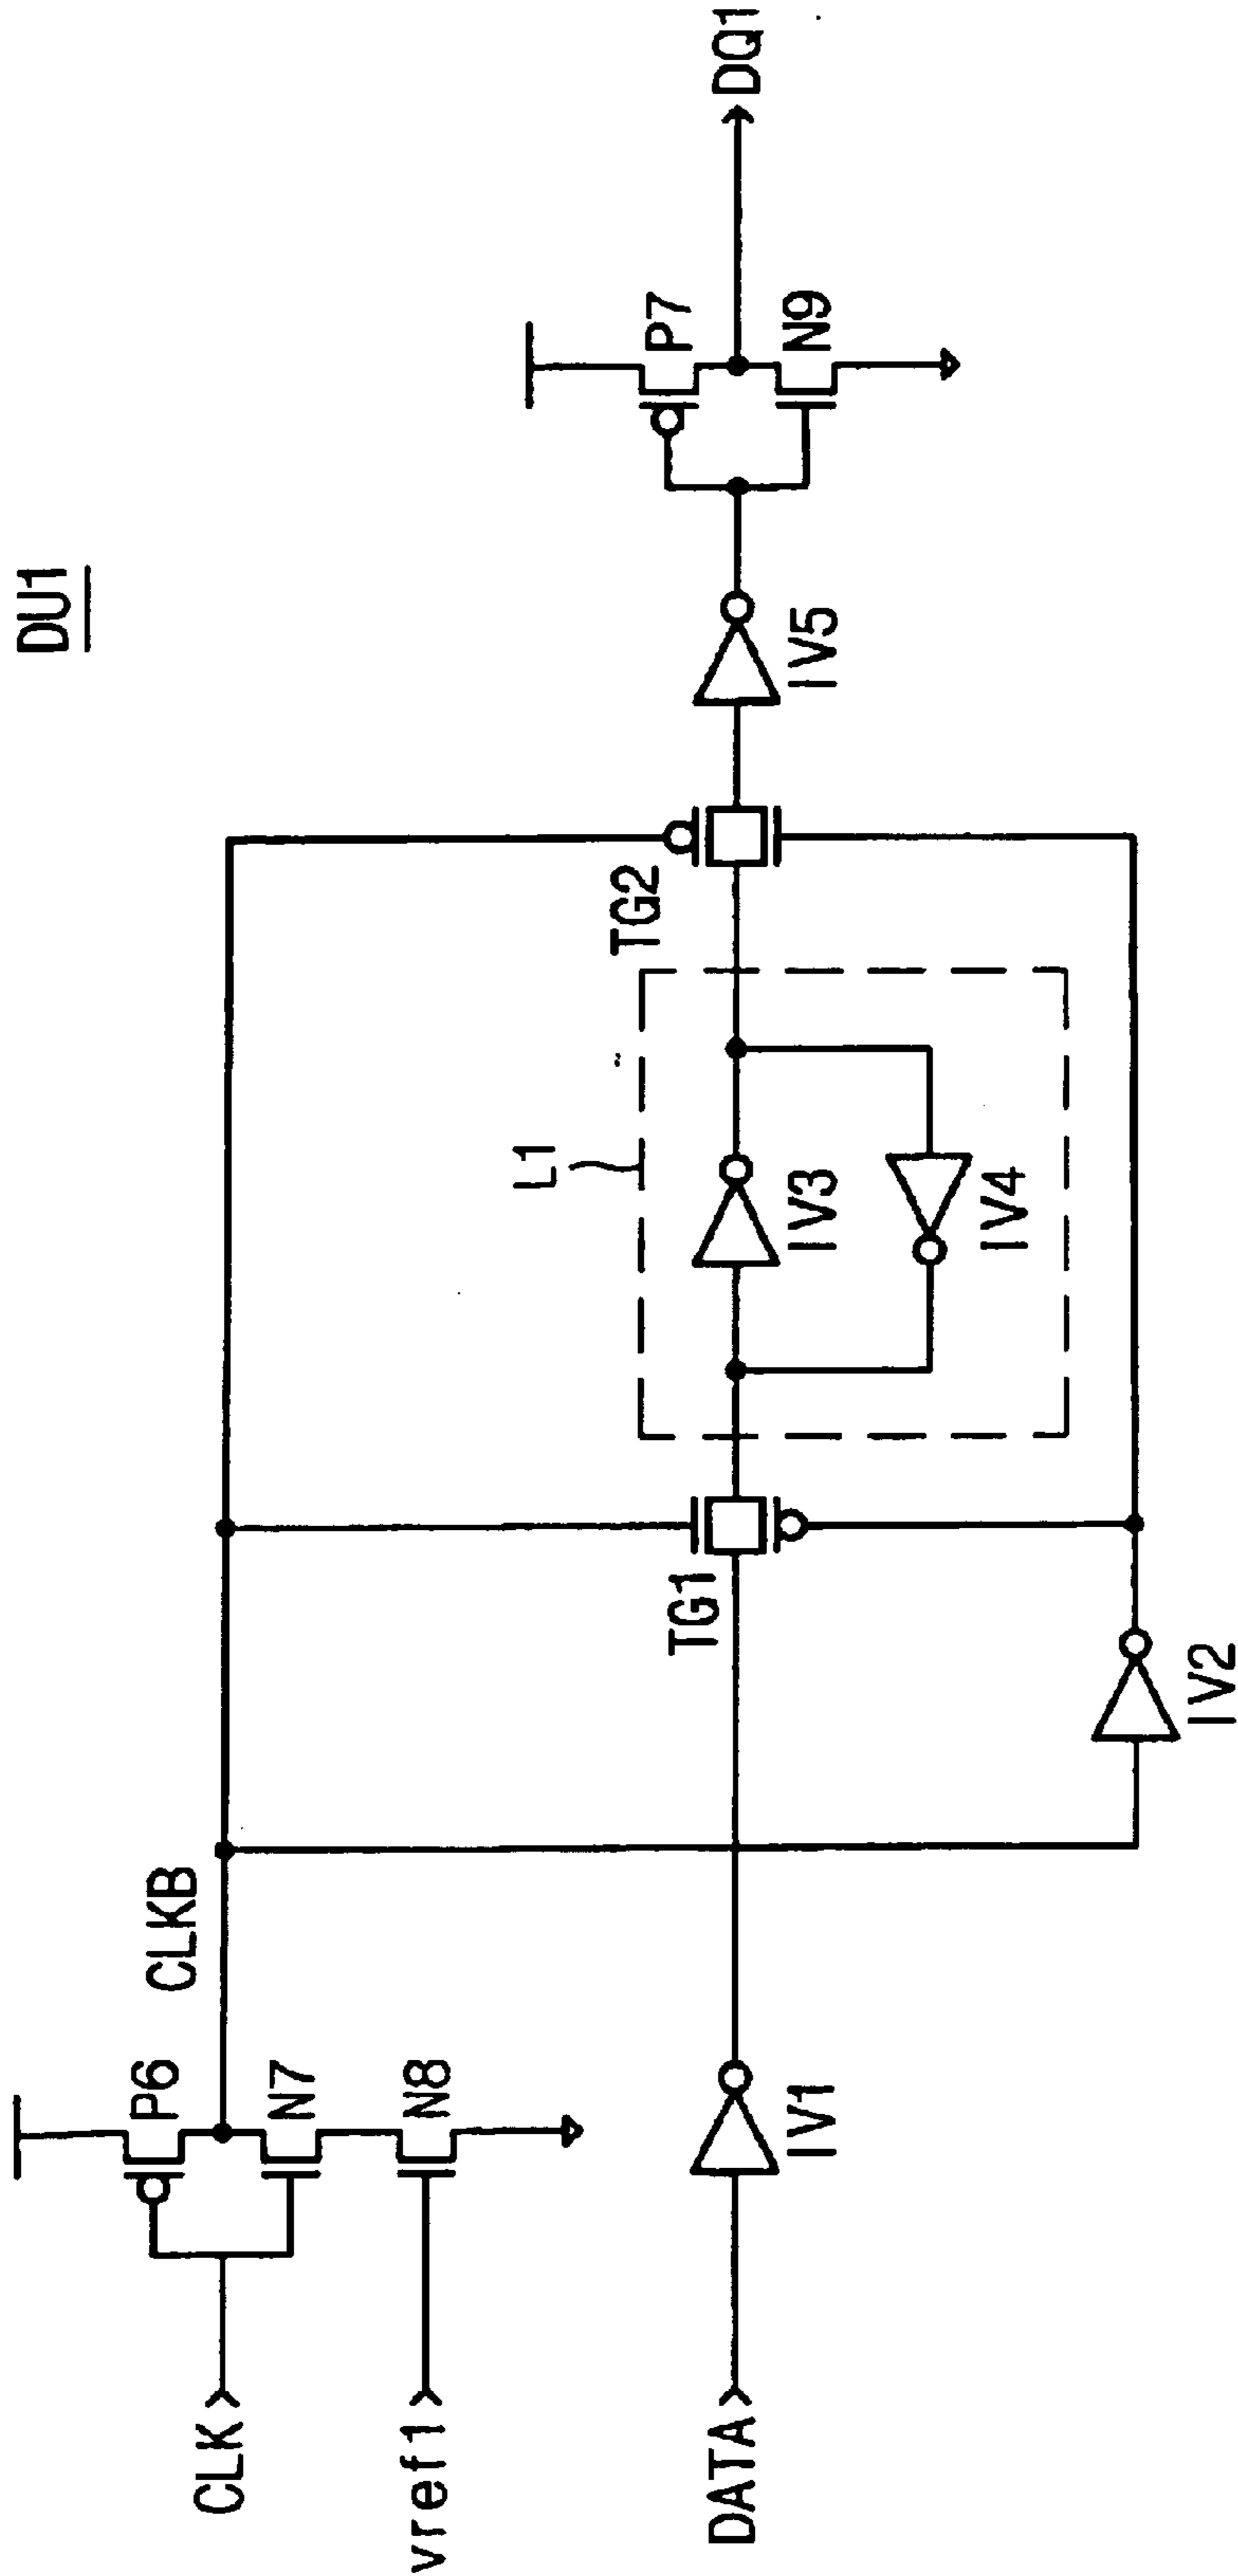 DU1
CLK
vref1
DATA
P6
N7
N8
CLKB
IV1
IV2
TG1
L1
IV3
IV4
TG2
IV5
P7
N9
DQ1